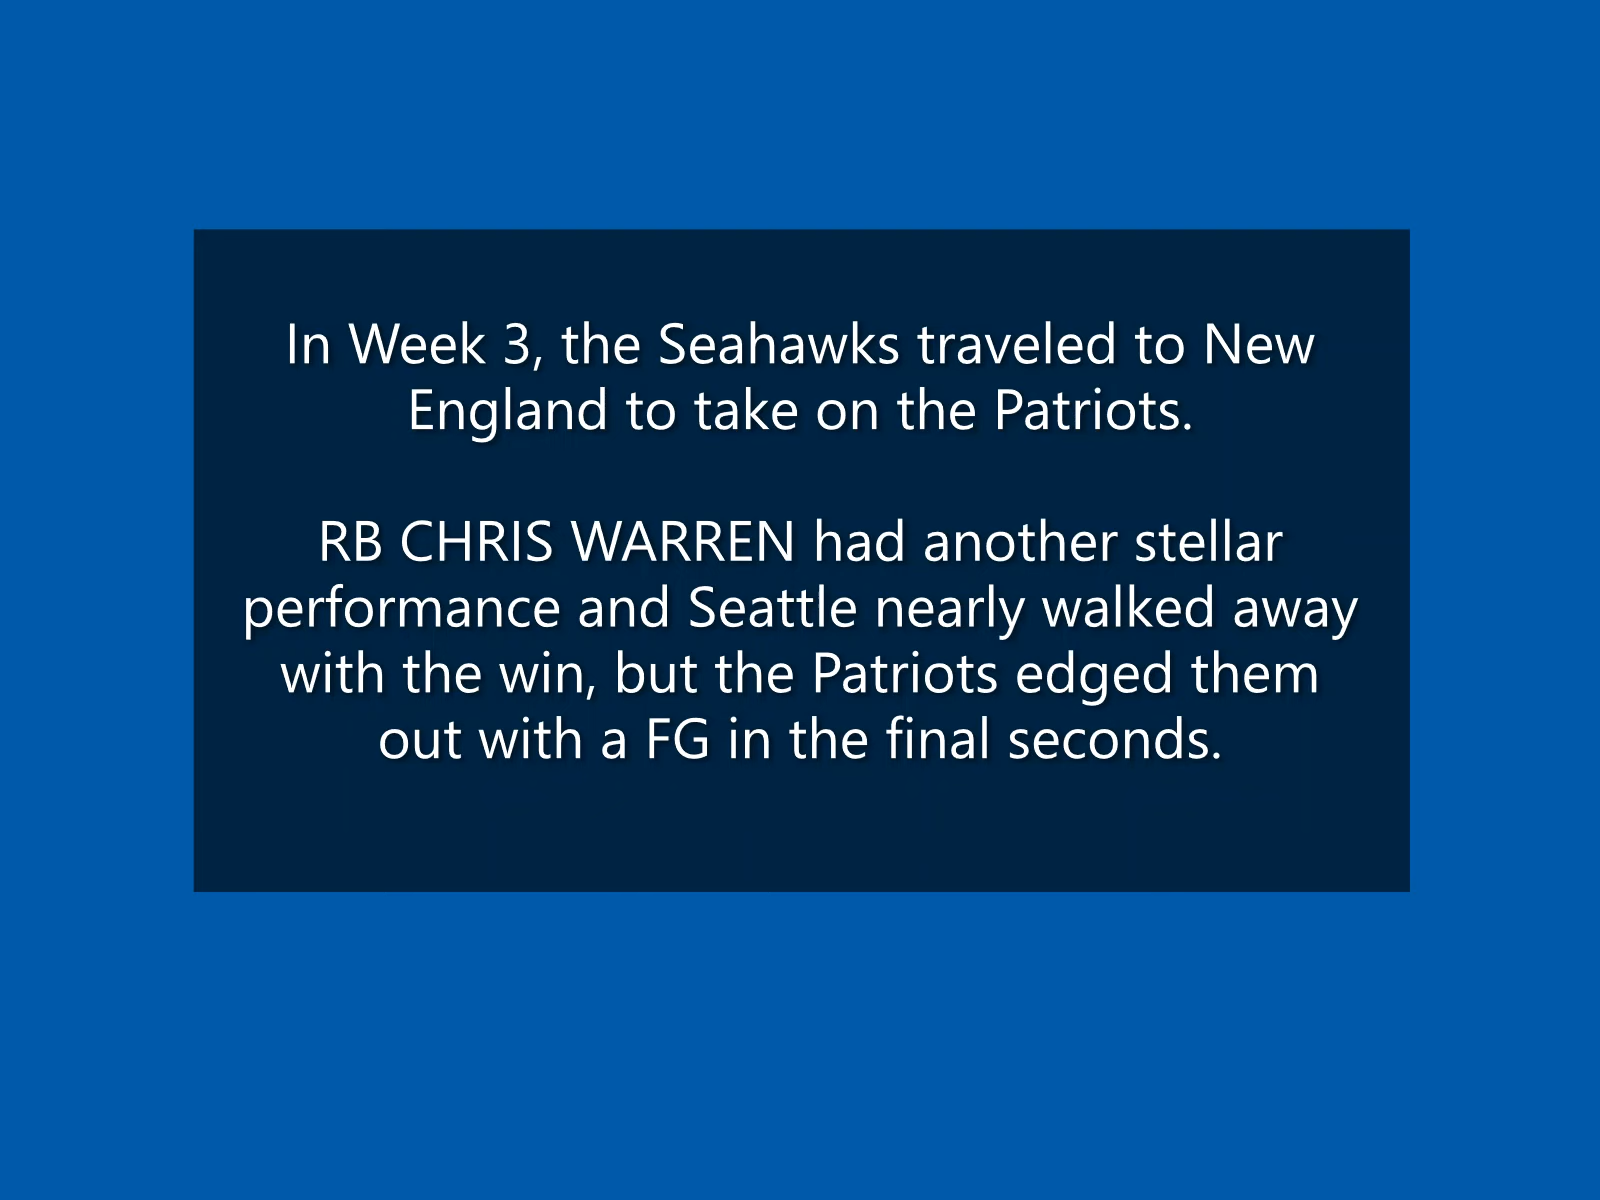 In Week 3, the Seahawks traveled to New
England to take on the Patriots.
RB CHRIS WARREN had another stellar
performance and Seattle nearly walked away
with the win, but the Patriots edged them
out with a FG in the final seconds.